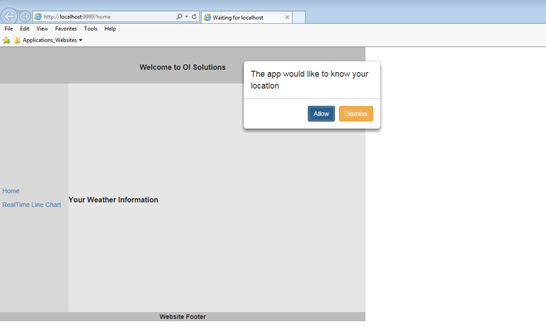 http://localhost:9999/home
Waiting for localhost
File Edit View Favorites Tools Help
Applications_Websites
Welcome to OI Solutions
The app would like to know your
location
Allow Dismiss
Home
RealTime Line Chart
Your Weather Information
Website Footer